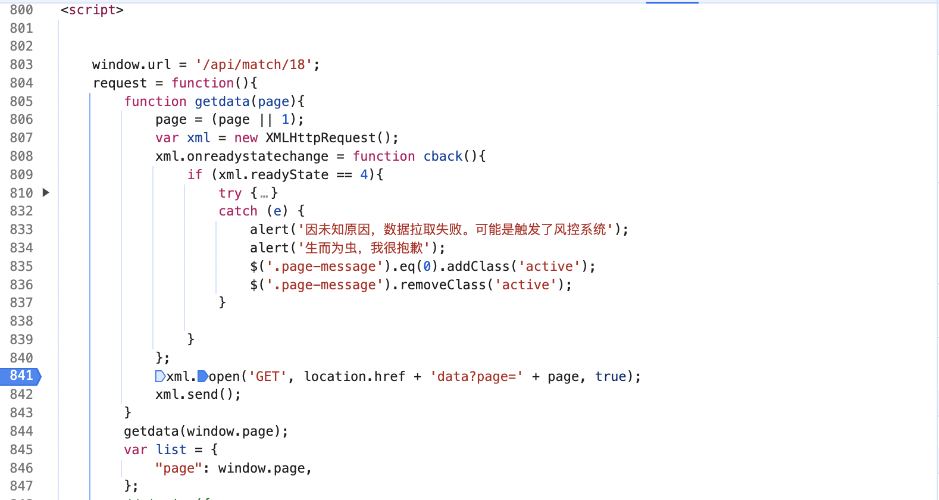 800 <script>
801
802
803 window.url = '/api/match/18';
804 request = function(){
805 function getdata(page){
806 page = (page || 1);
807 var xml = new XMLHttpRequest();
808 xml.onreadystatechange = function cback(){
809 if (xml.readyState == 4){
810 try {…}
832 catch (e) {
833 alert('因未知原因，数据拉取失败。可能是触发了风控系统');
834 alert('生而为虫，我很抱歉');
835 $('.page-message').eq(0).addClass('active');
836 $('.page-message').removeClass('active');
837 }
838
839 }
840 };
841 xml.open('GET', location.href + 'data?page=' + page, true);
842 xml.send();
843 }
844 getdata(window.page);
845 var list = {
846 "page": window.page,
847 };